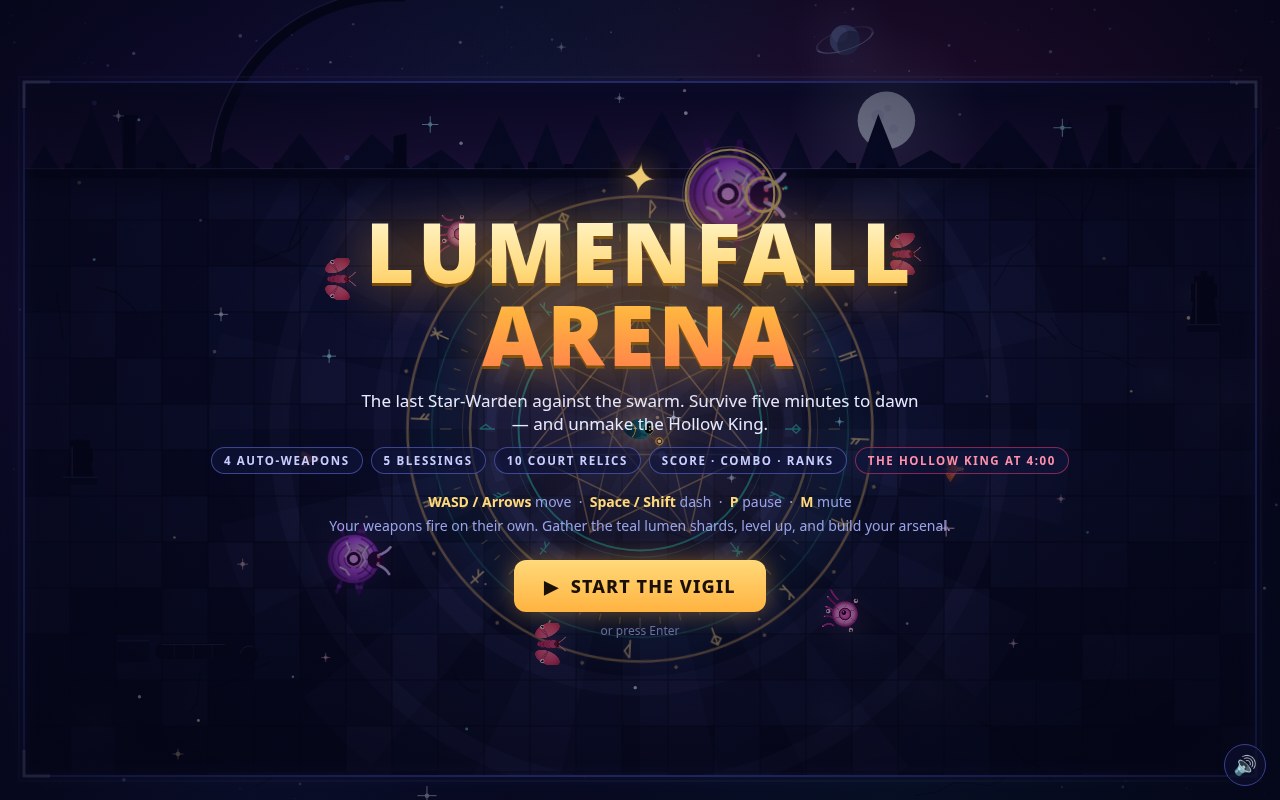 LUMENFALL
ARENA
The last Star-Warden against the swarm. Survive five minutes to dawn
— and unmake the Hollow King.
4 AUTO-WEAPONS 5 BLESSINGS 10 COURT RELICS SCORE · COMBO · RANKS THE HOLLOW KING AT 4:00
WASD / Arrows move · Space / Shift dash · P pause · M mute
Your weapons fire on their own. Gather the teal lumen shards, level up, and build your arsenal.
▶ START THE VIGIL
or press Enter